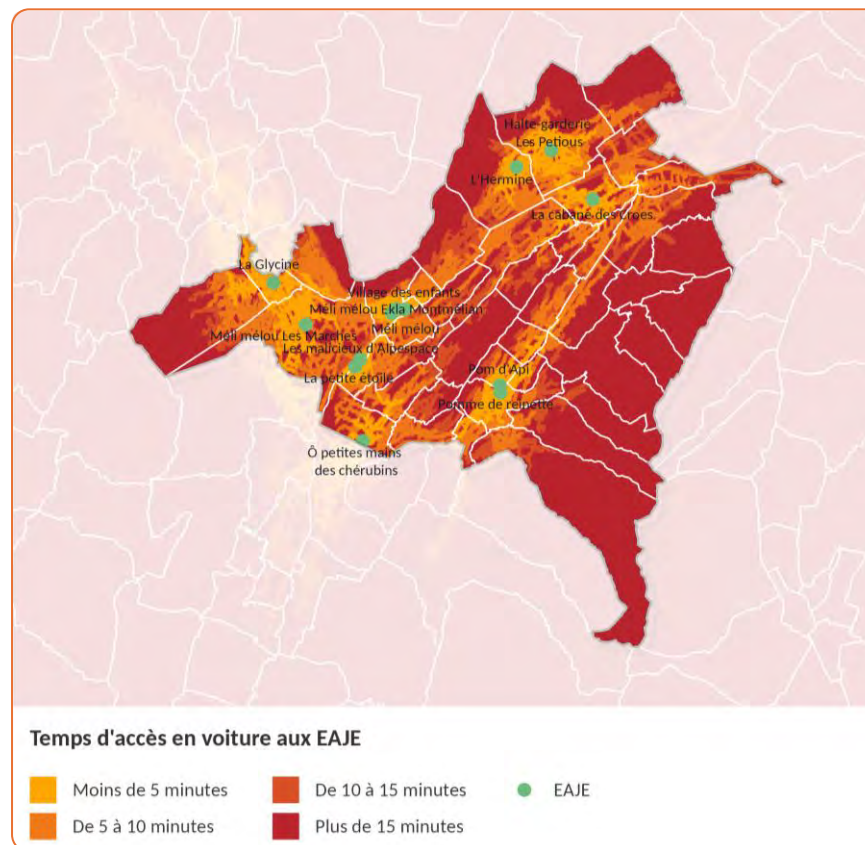 Halte-garderie
Les Petious
L'Hermine
La cabane des Croes.
La Glycine
Village des enfants
Méli mélou Ekla Montmélian
Méli mélou
Méli mélou Les Marches
Les malicieux d'Alpespace
La petite étoile
Pom d'Api
Pomme de reinette
Ô petites mains
des chérubins
Temps d'accès en voiture aux EAJE
Moins de 5 minutes
De 10 à 15 minutes
EAJE
De 5 à 10 minutes
Plus de 15 minutes